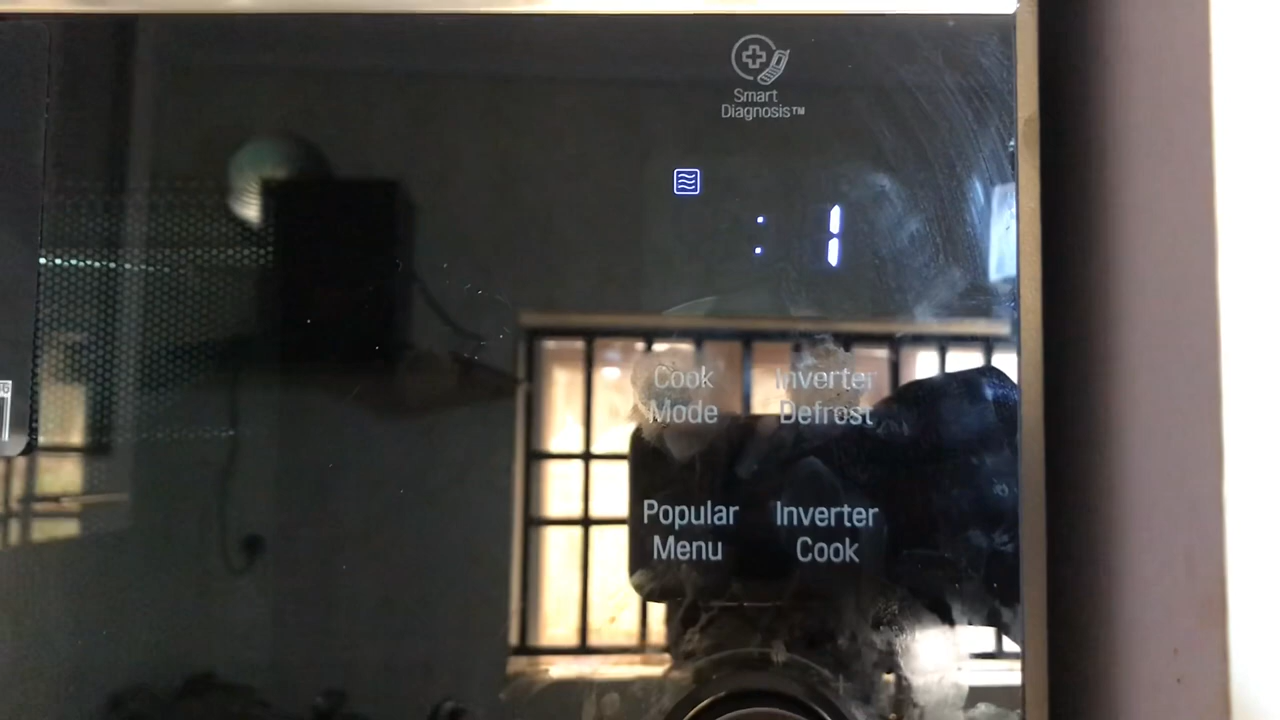 Smart
Diagnosis™
: 1
Cook
Mode
Inverter
Defrost
Popular
Menu
Inverter
Cook